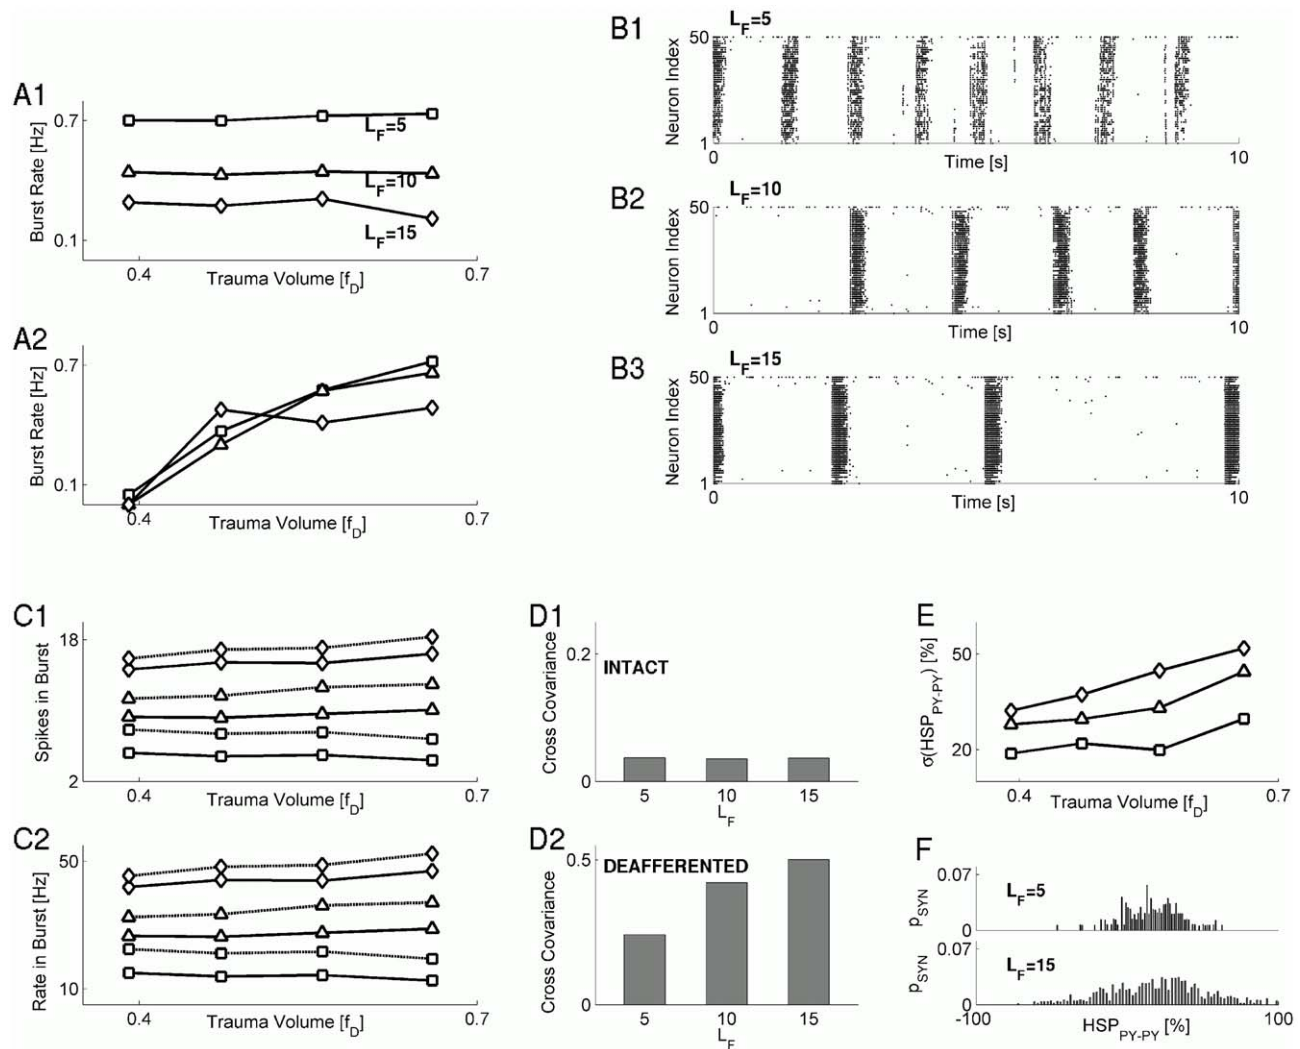 A1
0.7
L_F=5
L_F=10
L_F=15
0.1
Burst Rate [Hz]
0.4
Trauma Volume [f_D]
0.7
A2
0.7
0.1
Burst Rate [Hz]
0.4
Trauma Volume [f_D]
0.7
B1
L_F=5
50
Neuron Index
1
0
Time [s]
10
B2
L_F=10
50
Neuron Index
1
0
Time [s]
10
B3
L_F=15
50
Neuron Index
1
0
Time [s]
10
C1
18
Spikes in Burst
2
0.4
Trauma Volume [f_D]
0.7
C2
50
Rate in Burst [Hz]
10
0.4
Trauma Volume [f_D]
0.7
D1
0.2
INTACT
Cross Covariance
0
5
10
15
L_F
D2
0.5
DEAFFERENTED
Cross Covariance
0
5
10
15
L_F
E
50
σ(HSP_PY-PY) [%]
20
0.4
Trauma Volume [f_D]
0.7
F
0.07
L_F=5
p_SYN
0
0.07
L_F=15
p_SYN
0
-100
HSP_PY-PY [%]
100